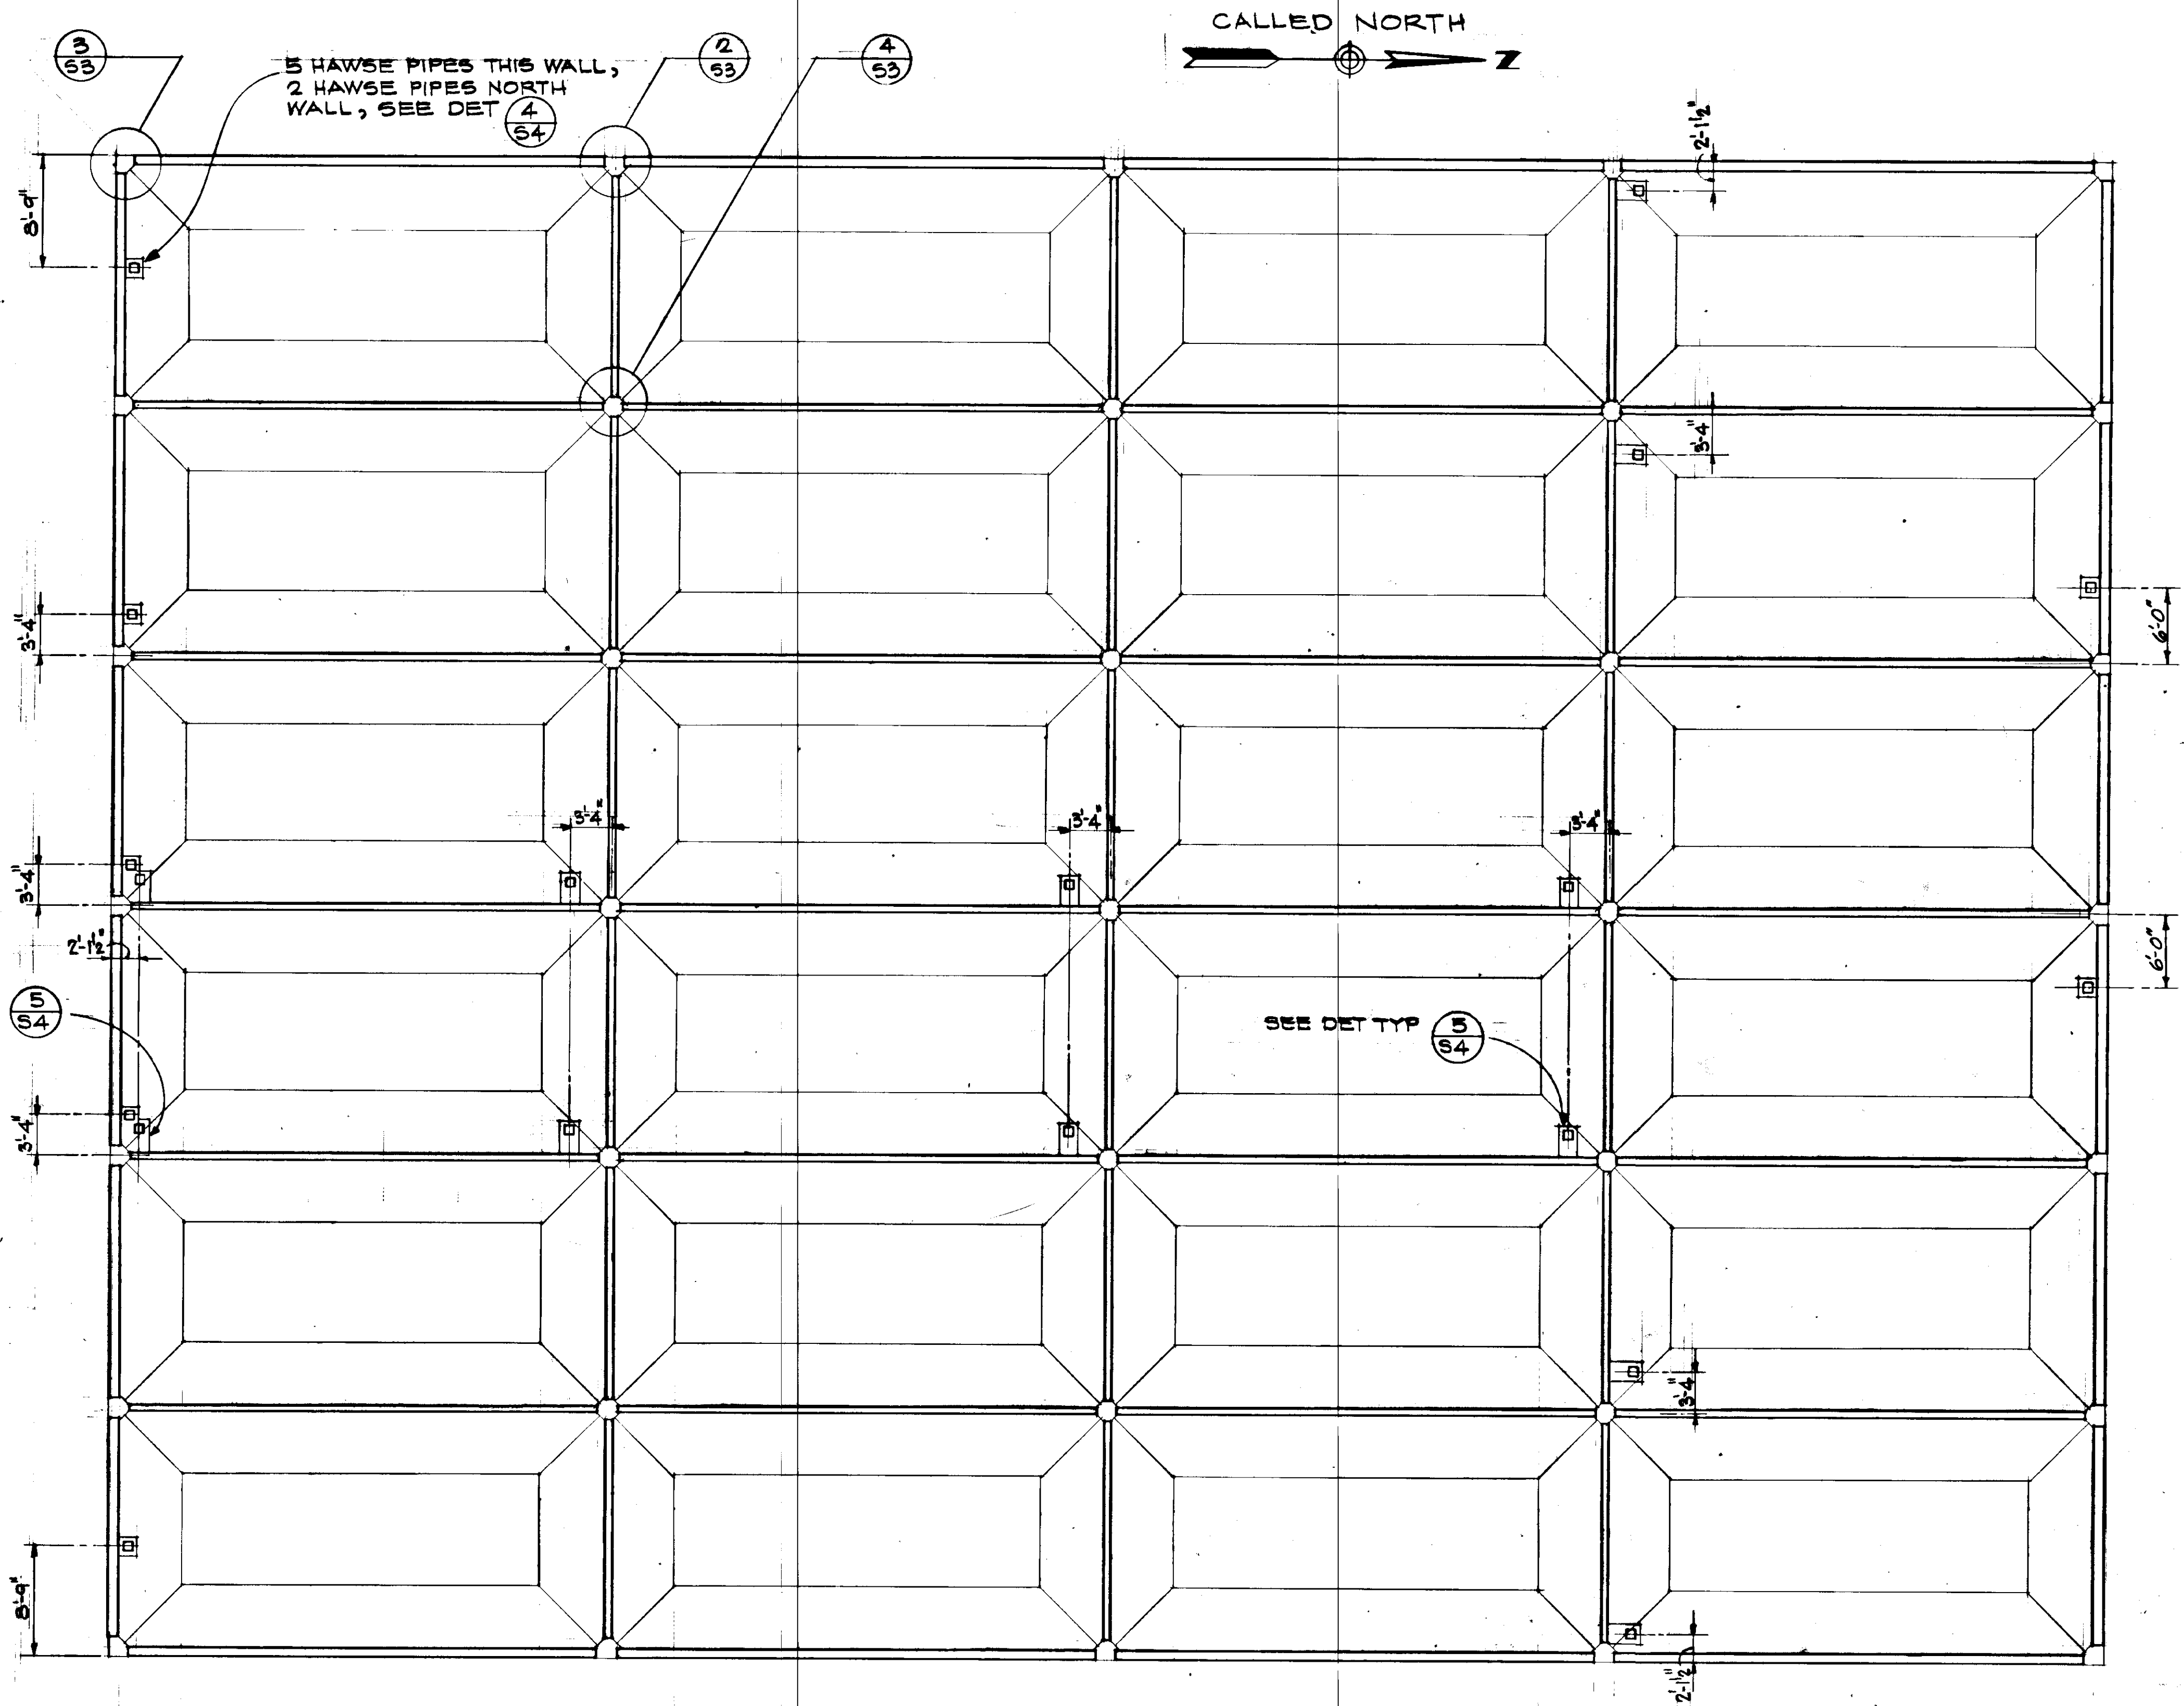 CALLED NORTH
Z
3
S3
5 HAWSE PIPES THIS WALL,
2 HAWSE PIPES NORTH
WALL, SEE DET 4
S4
2
S3
4
S3
2'-1½"
8'-9"
3'-4"
3'-4"
6'-0"
3'-4"
3'-4"
3'-4"
3'-4"
2'-1½"
6'-0"
5
S4
SEE DET TYP 5
S4
3'-4"
3'-4"
8'-9"
2'-1½"